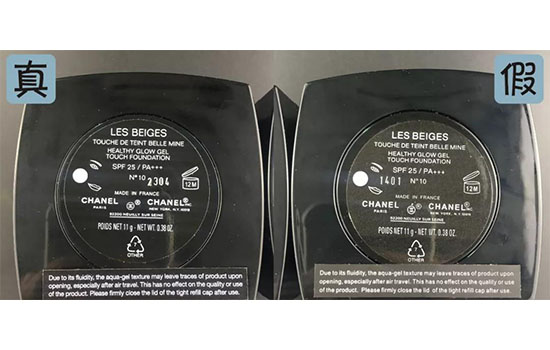 真
LES BEIGES
TOUCHE DE TEINT BELLE MINE
HEALTHY GLOW GEL
TOUCH FOUNDATION
SPF 25 / PA+++
N°10 2304
12M
MADE IN FRANCE
CHANEL CHANEL®
PARIS NEW YORK, N.Y. 10019
92200 NEUILLY SUR SEINE
POIDS NET 11 g - NET WT. 0.38 OZ.
OTHER
Due to its fluidity, the aqua-gel texture may leave traces of product upon
opening, especially after air travel. This has no effect on the quality or use
of the product. Please firmly close the lid of the tight refill cap after use.
假
LES BEIGES
TOUCHE DE TEINT BELLE MINE
HEALTHY GLOW GEL
TOUCH FOUNDATION
SPF 25 / PA+++
1401 N°10
12M
MADE IN FRANCE
CHANEL CHANEL®
PARIS NEW YORK, N.Y. 10019
92200 NEUILLY SUR SEINE
POIDS NET 11 g - NET WT. 0.38 OZ.
OTHER
Due to its fluidity, the aqua-gel texture may leave traces of product upon
opening, especially after air travel. This has no effect on the quality or use
of the product. Please firmly close the lid of the tight refill cap after use.